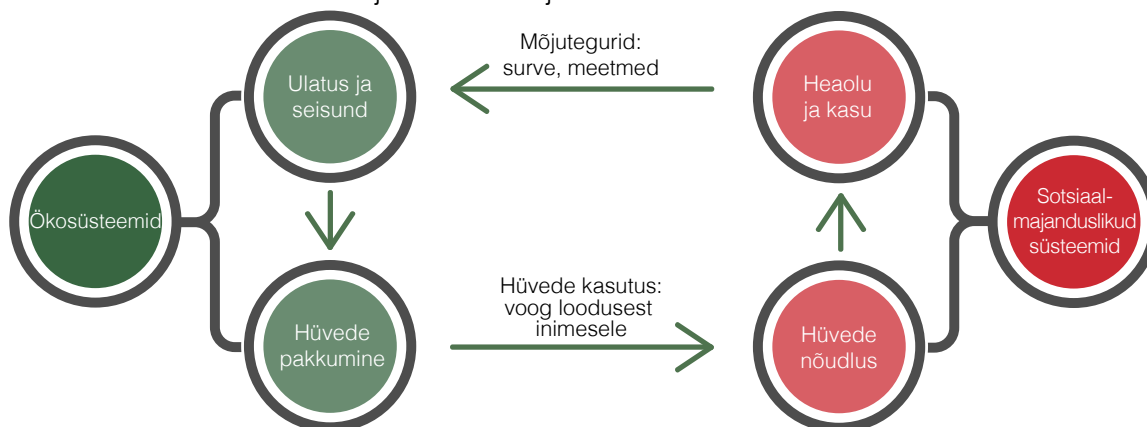 Mõjutegurid:
surve, meetmed
Ulatus ja
seisund
Heaolu
ja kasu
Ökosüsteemid
Sotsiaal-
majanduslikud
süsteemid
Hüvede kasutus:
voog loodusest
inimesele
Hüvede
pakkumine
Hüvede
nõudlus